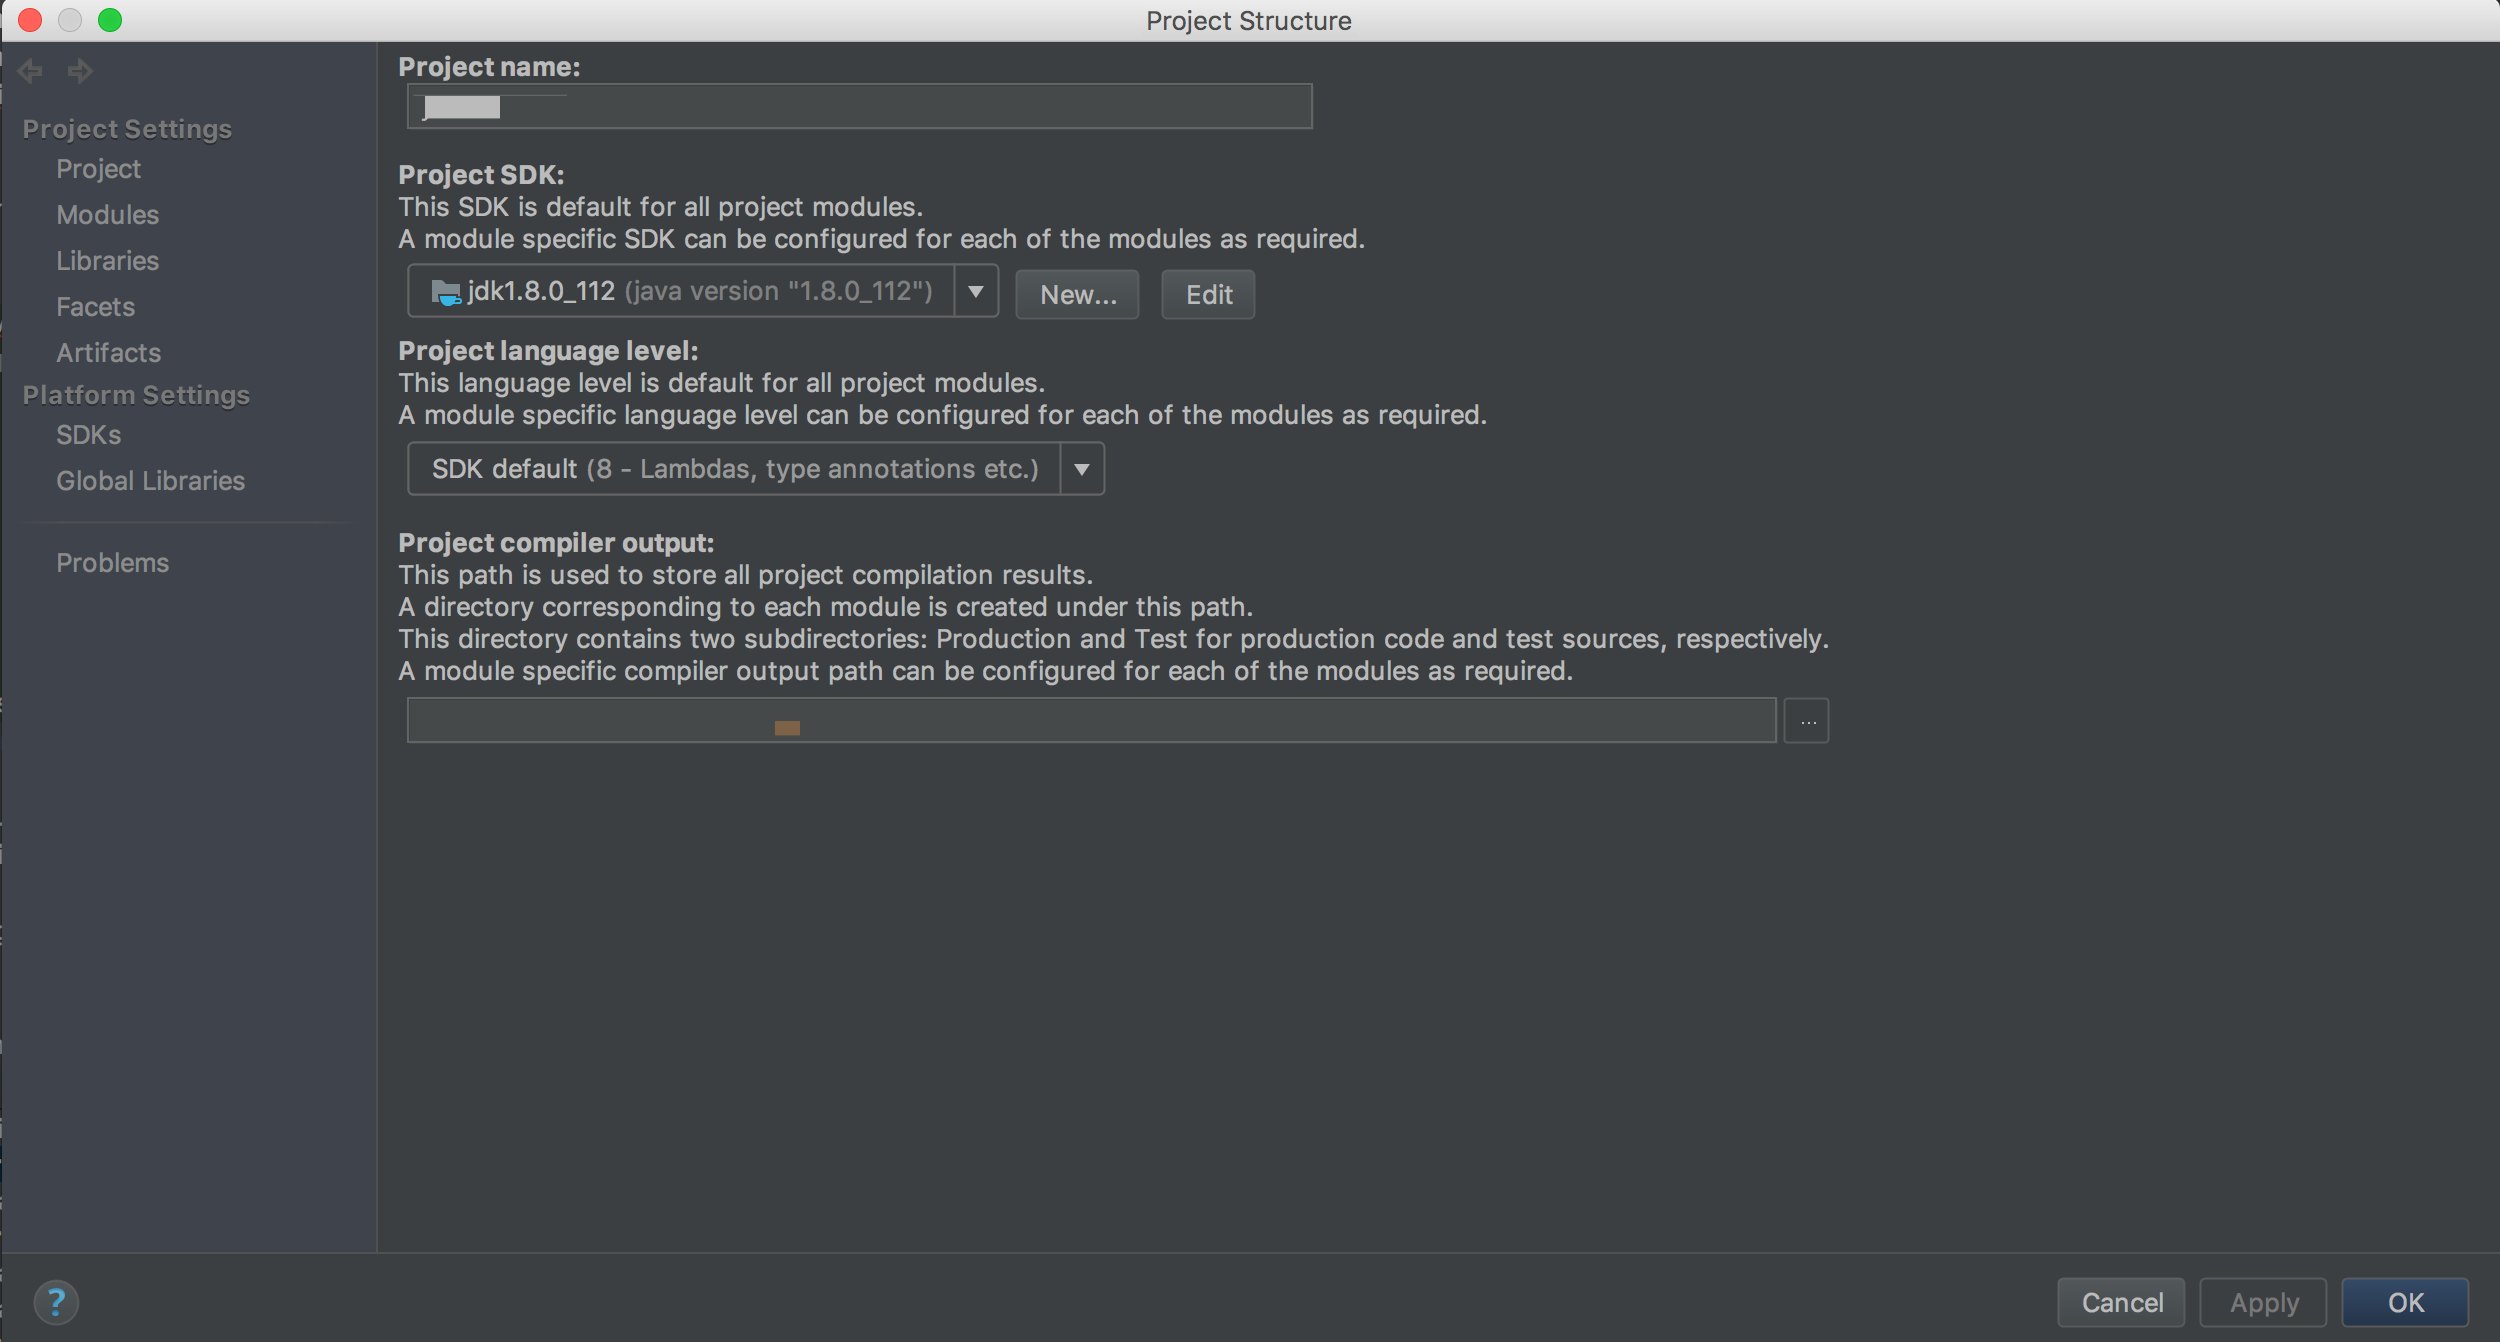 Project Structure
Project Settings
Project
Modules
Libraries
Facets
Artifacts
Platform Settings
SDKs
Global Libraries
Problems
Project name:
Project SDK:
This SDK is default for all project modules.
A module specific SDK can be configured for each of the modules as required.
jdk1.8.0_112 (java version "1.8.0_112")
New...
Edit
Project language level:
This language level is default for all project modules.
A module specific language level can be configured for each of the modules as required.
SDK default (8 - Lambdas, type annotations etc.)
Project compiler output:
This path is used to store all project compilation results.
A directory corresponding to each module is created under this path.
This directory contains two subdirectories: Production and Test for production code and test sources, respectively.
A module specific compiler output path can be configured for each of the modules as required.
...
?
Cancel
Apply
OK